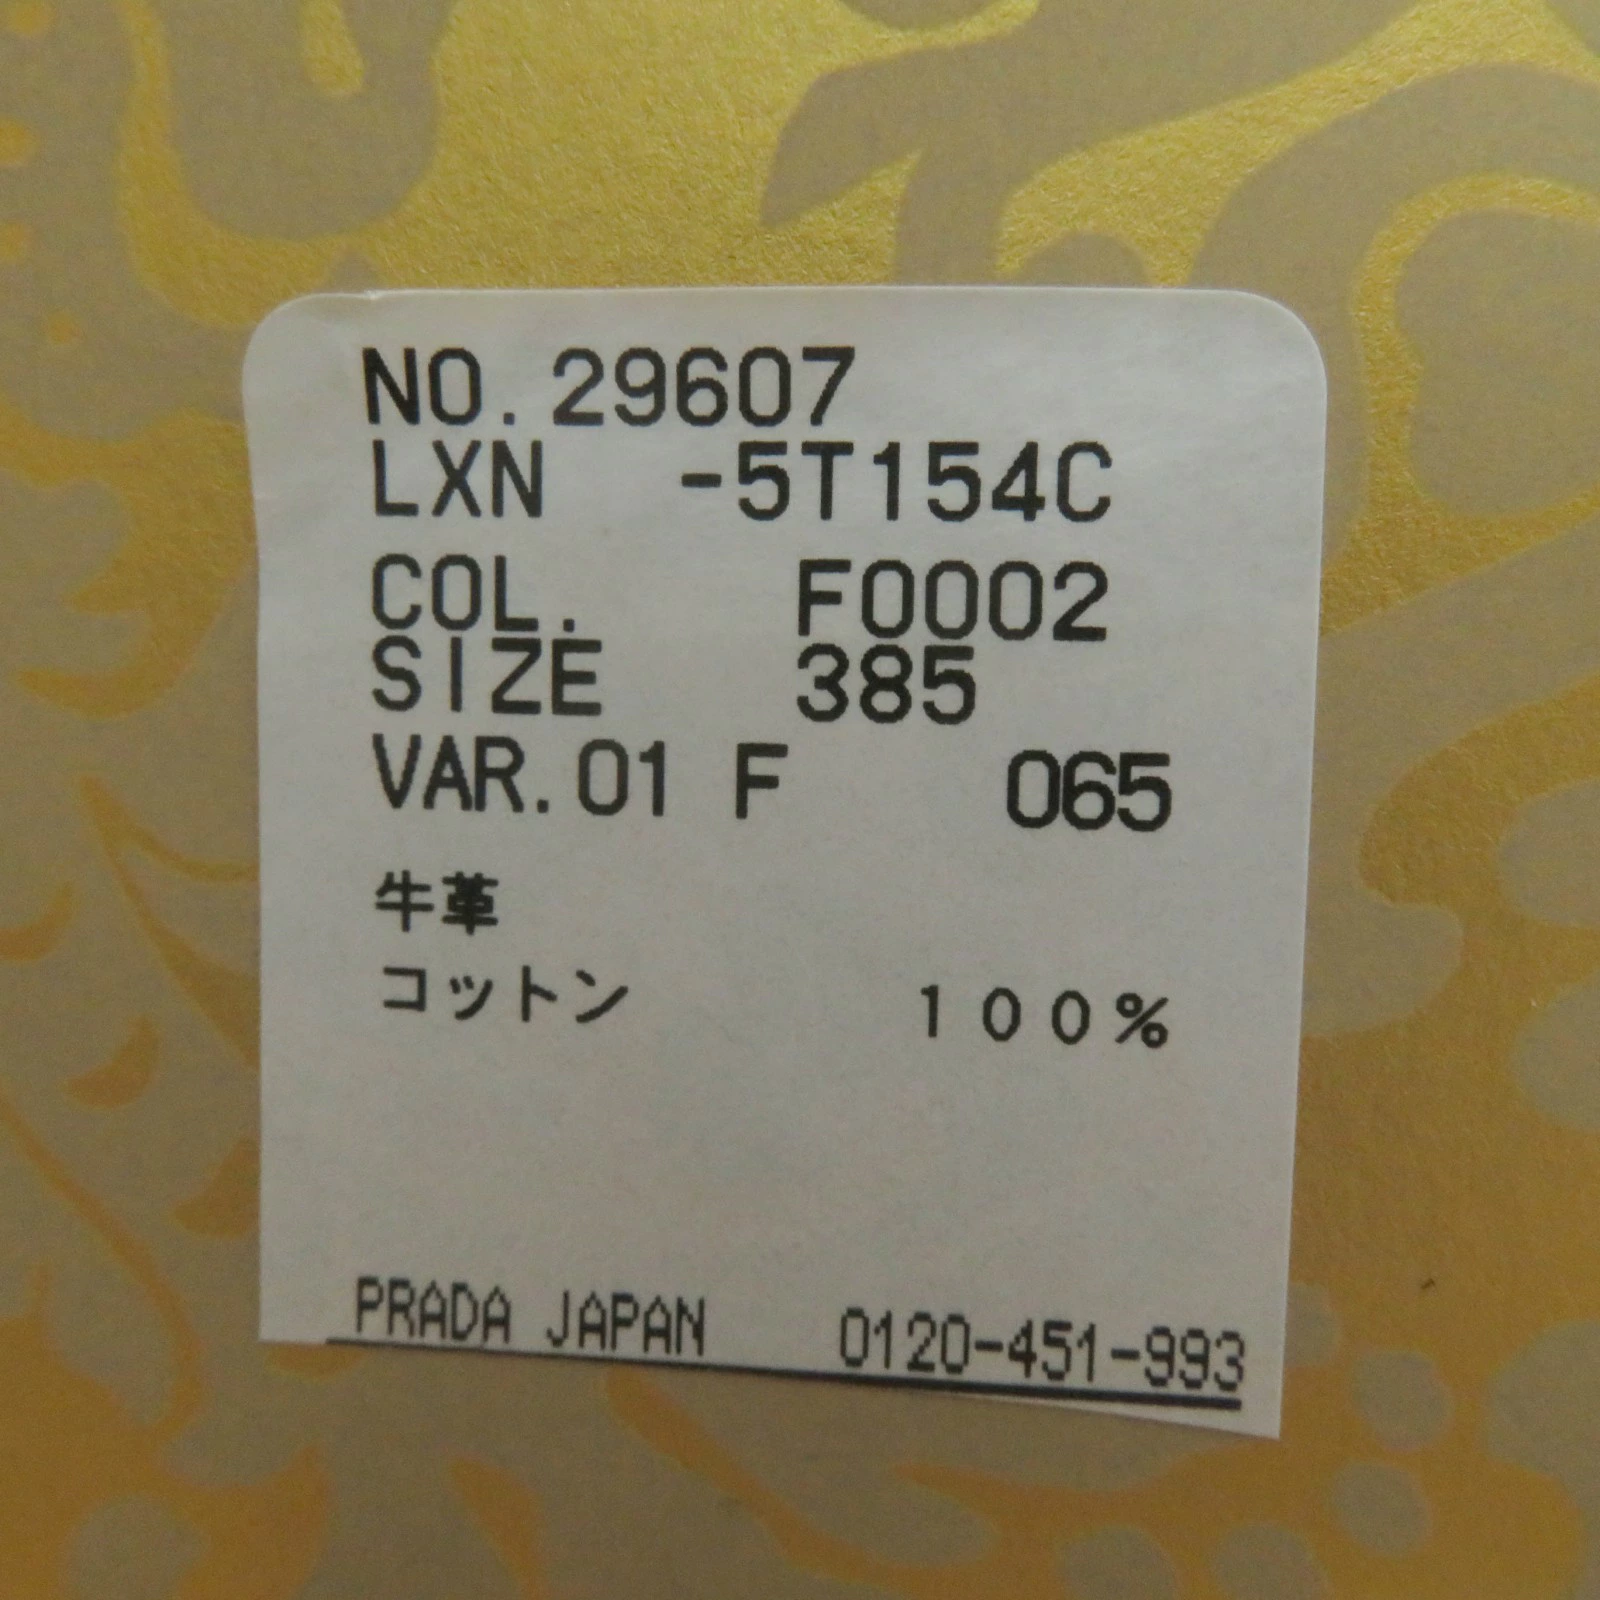 NO.29607
LXN -5T154C
COL. F0002
SIZE 385
VAR.01 F 065
牛革
コットン 100%
PRADA JAPAN 0120-451-993